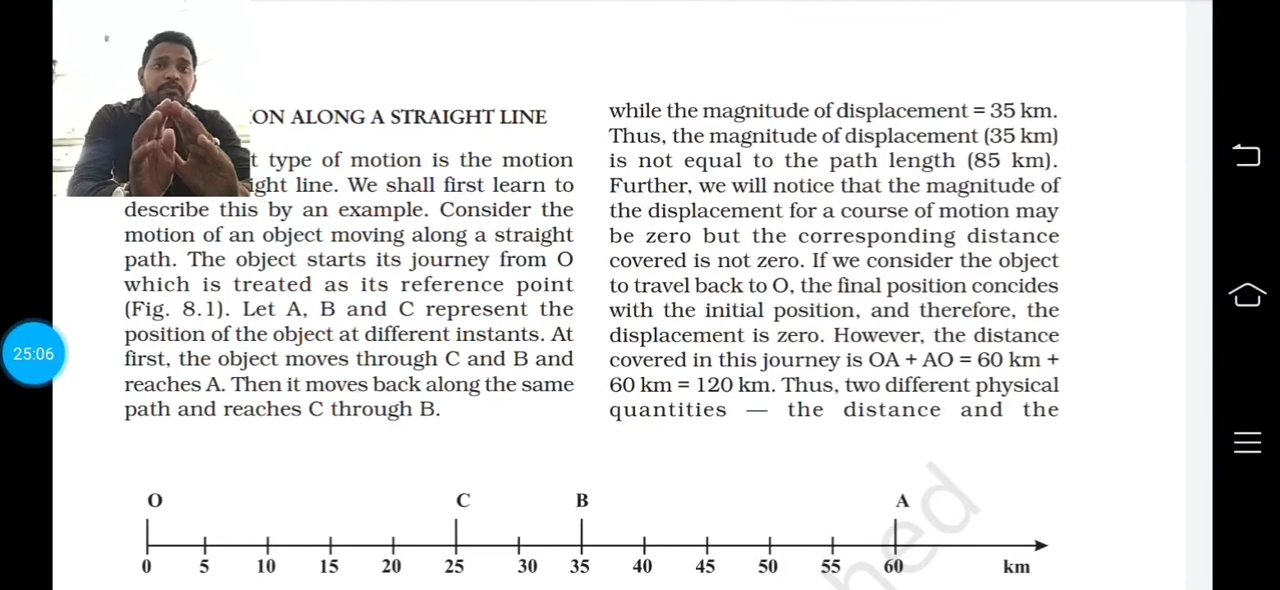 ON ALONG A STRAIGHT LINE
t type of motion is the motion
ight line. We shall first learn to
describe this by an example. Consider the
motion of an object moving along a straight
path. The object starts its journey from O
which is treated as its reference point
(Fig. 8.1). Let A, B and C represent the
position of the object at different instants. At
first, the object moves through C and B and
reaches A. Then it moves back along the same
path and reaches C through B.
while the magnitude of displacement = 35 km.
Thus, the magnitude of displacement (35 km)
is not equal to the path length (85 km).
Further, we will notice that the magnitude of
the displacement for a course of motion may
be zero but the corresponding distance
covered is not zero. If we consider the object
to travel back to O, the final position concides
with the initial position, and therefore, the
displacement is zero. However, the distance
covered in this journey is OA + AO = 60 km +
60 km = 120 km. Thus, two different physical
quantities — the distance and the
25:06
O C B A
0 5 10 15 20 25 30 35 40 45 50 55 60 km
hed